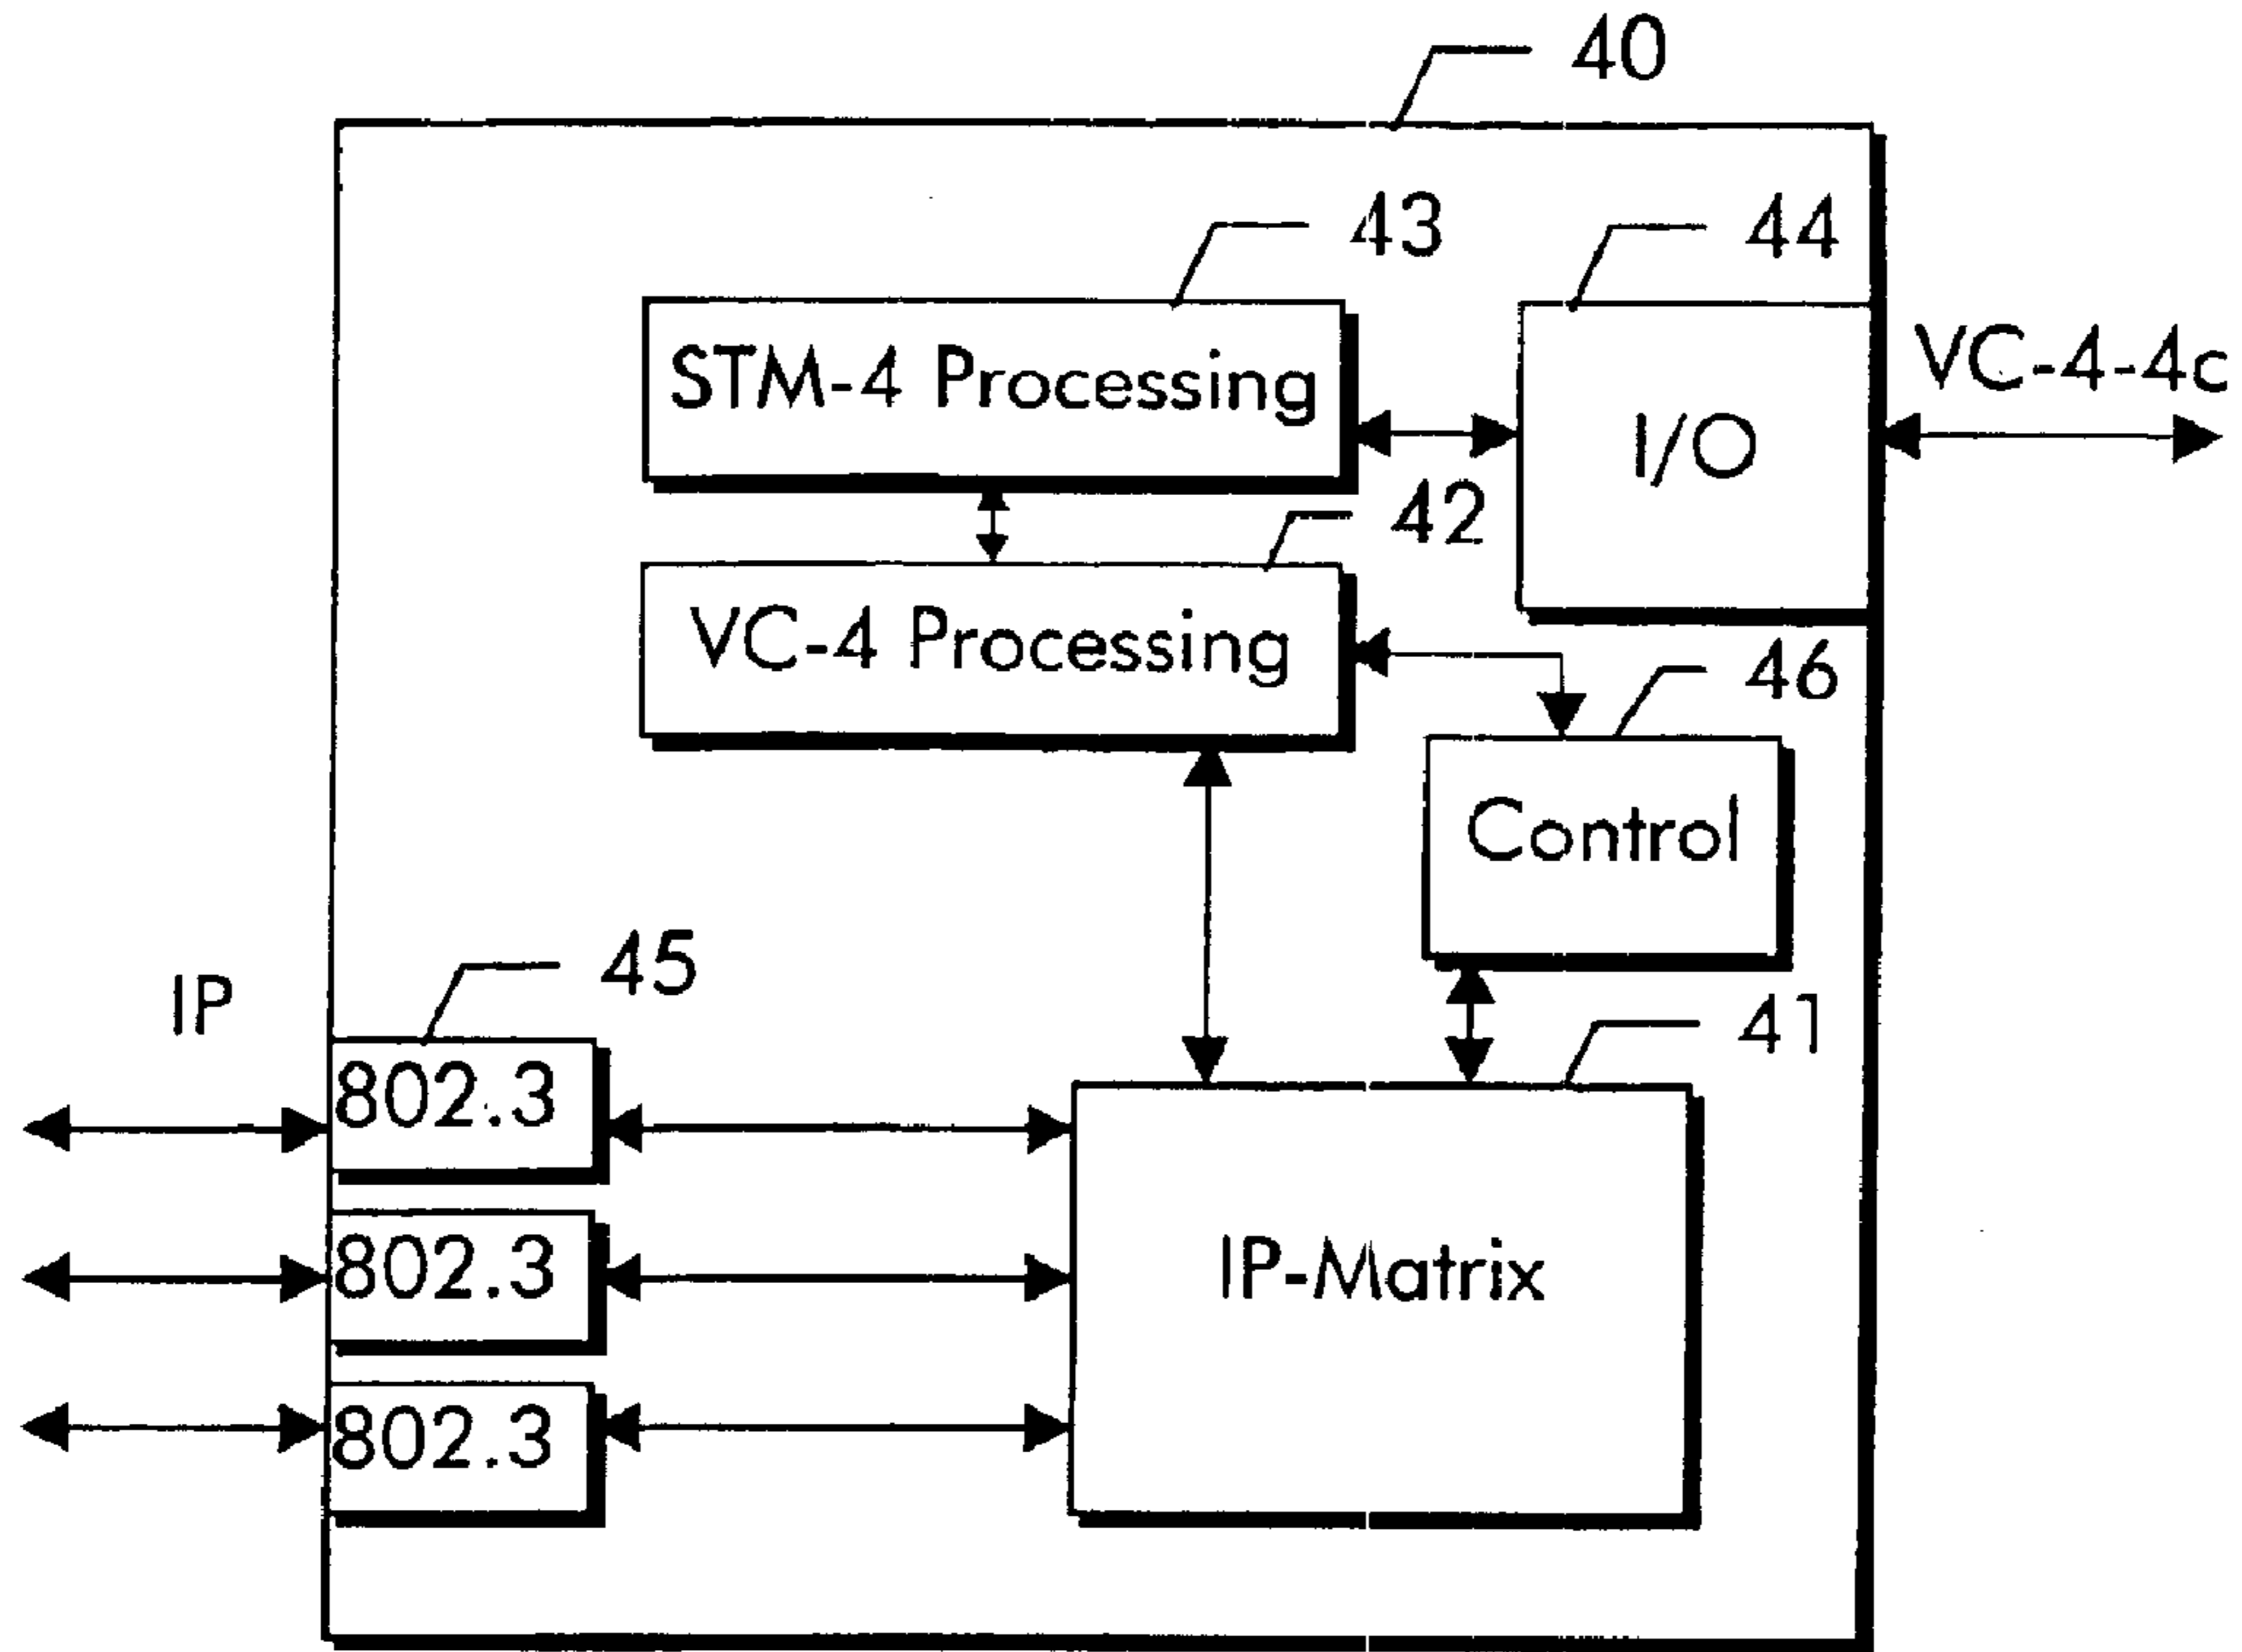 40
43
44
STM-4 Processing
VC-4-4c
I/O
42
VC-4 Processing
46
Control
45
IP
41
802.3
802.3
IP-Matrix
802.3